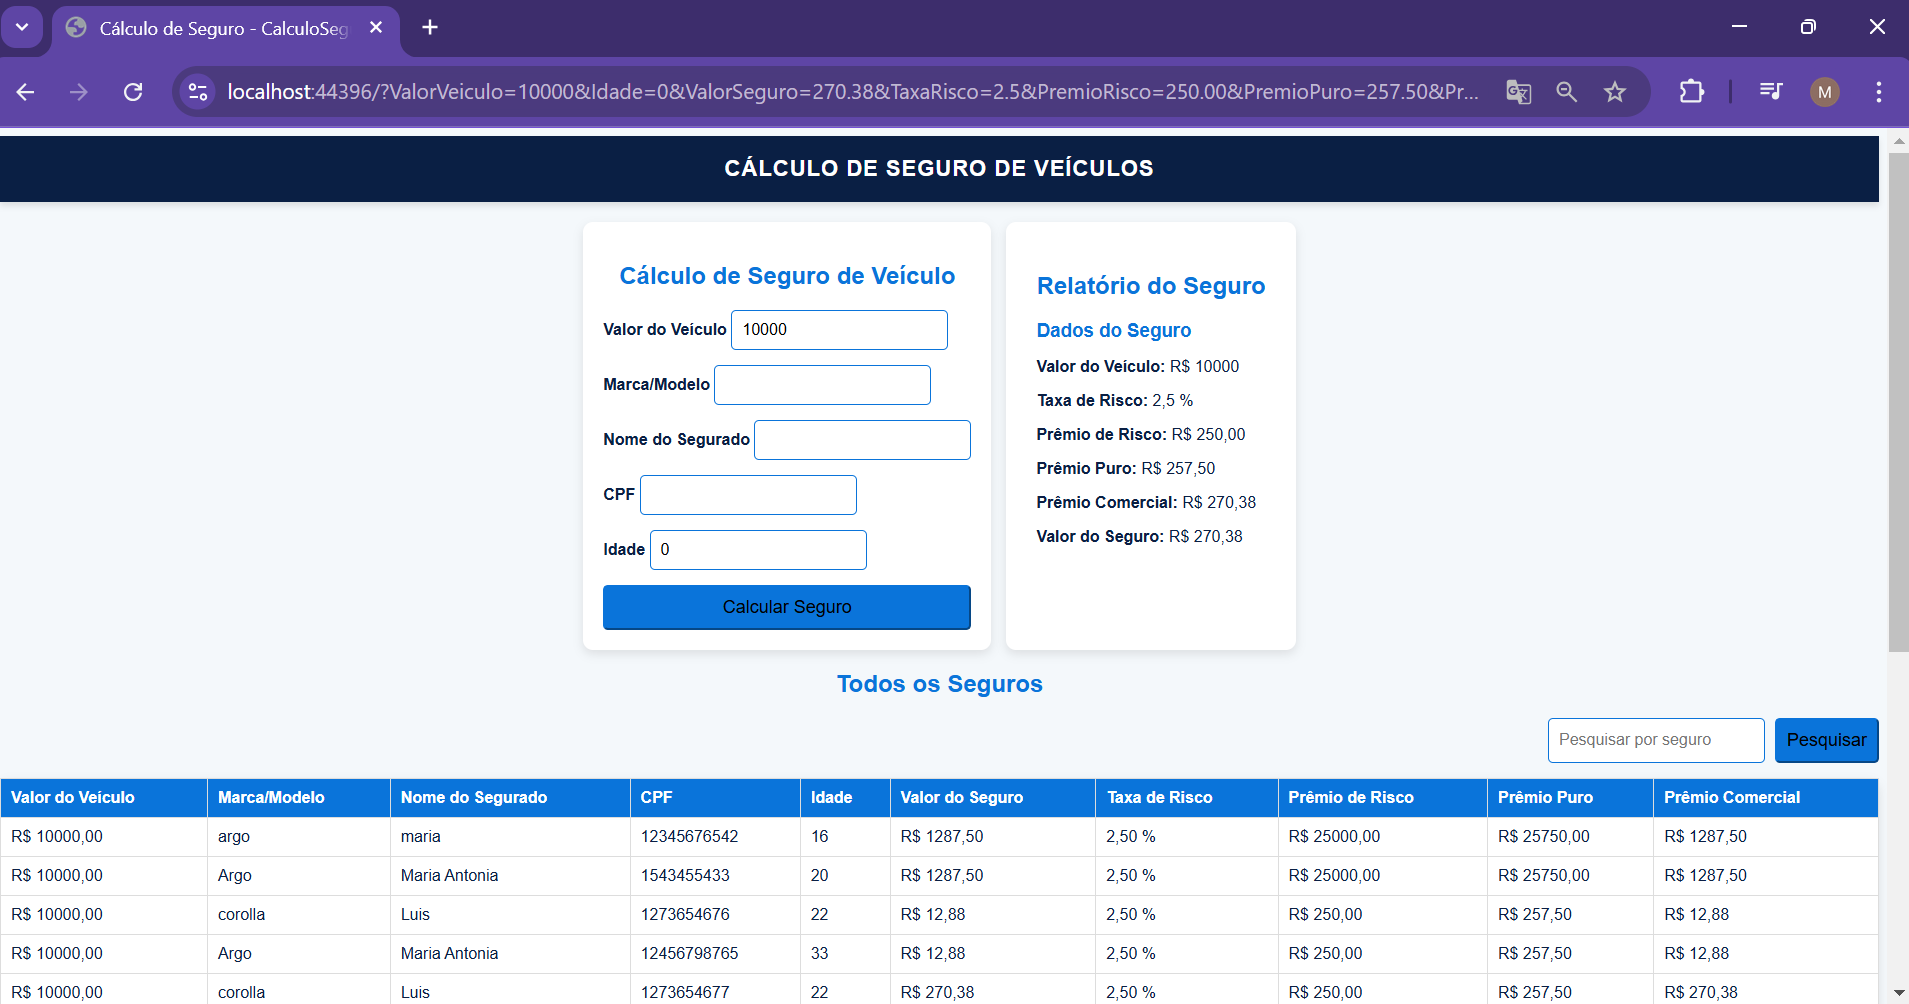 Cálculo de Seguro - CalculoSeg
localhost:44396/?ValorVeiculo=10000&Idade=0&ValorSeguro=270.38&TaxaRisco=2.5&PremioRisco=250.00&PremioPuro=257.50&Pr...
M
CÁLCULO DE SEGURO DE VEÍCULOS
Cálculo de Seguro de Veículo
Valor do Veículo 10000
Marca/Modelo
Nome do Segurado
CPF
Idade 0
Calcular Seguro
Relatório do Seguro
Dados do Seguro
Valor do Veículo: R$ 10000
Taxa de Risco: 2,5 %
Prêmio de Risco: R$ 250,00
Prêmio Puro: R$ 257,50
Prêmio Comercial: R$ 270,38
Valor do Seguro: R$ 270,38
Todos os Seguros
Pesquisar por seguro Pesquisar
Valor do Veículo Marca/Modelo Nome do Segurado CPF Idade Valor do Seguro Taxa de Risco Prêmio de Risco Prêmio Puro Prêmio Comercial
R$ 10000,00 argo maria 12345676542 16 R$ 1287,50 2,50 % R$ 25000,00 R$ 25750,00 R$ 1287,50
R$ 10000,00 Argo Maria Antonia 1543455433 20 R$ 1287,50 2,50 % R$ 25000,00 R$ 25750,00 R$ 1287,50
R$ 10000,00 corolla Luis 1273654676 22 R$ 12,88 2,50 % R$ 250,00 R$ 257,50 R$ 12,88
R$ 10000,00 Argo Maria Antonia 12456798765 33 R$ 12,88 2,50 % R$ 250,00 R$ 257,50 R$ 12,88
R$ 10000,00 corolla Luis 1273654677 22 R$ 270,38 2,50 % R$ 250,00 R$ 257,50 R$ 270,38